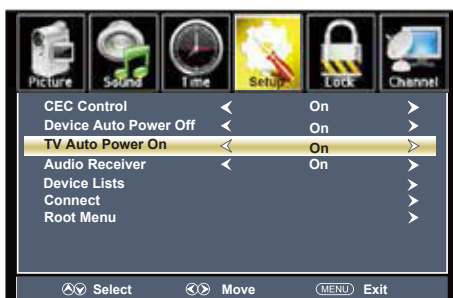 Picture Sound Time Setup Lock Channel
CEC Control On
Device Auto Power Off On
TV Auto Power On On
Audio Receiver On
Device Lists
Connect
Root Menu
Select Move MENU Exit